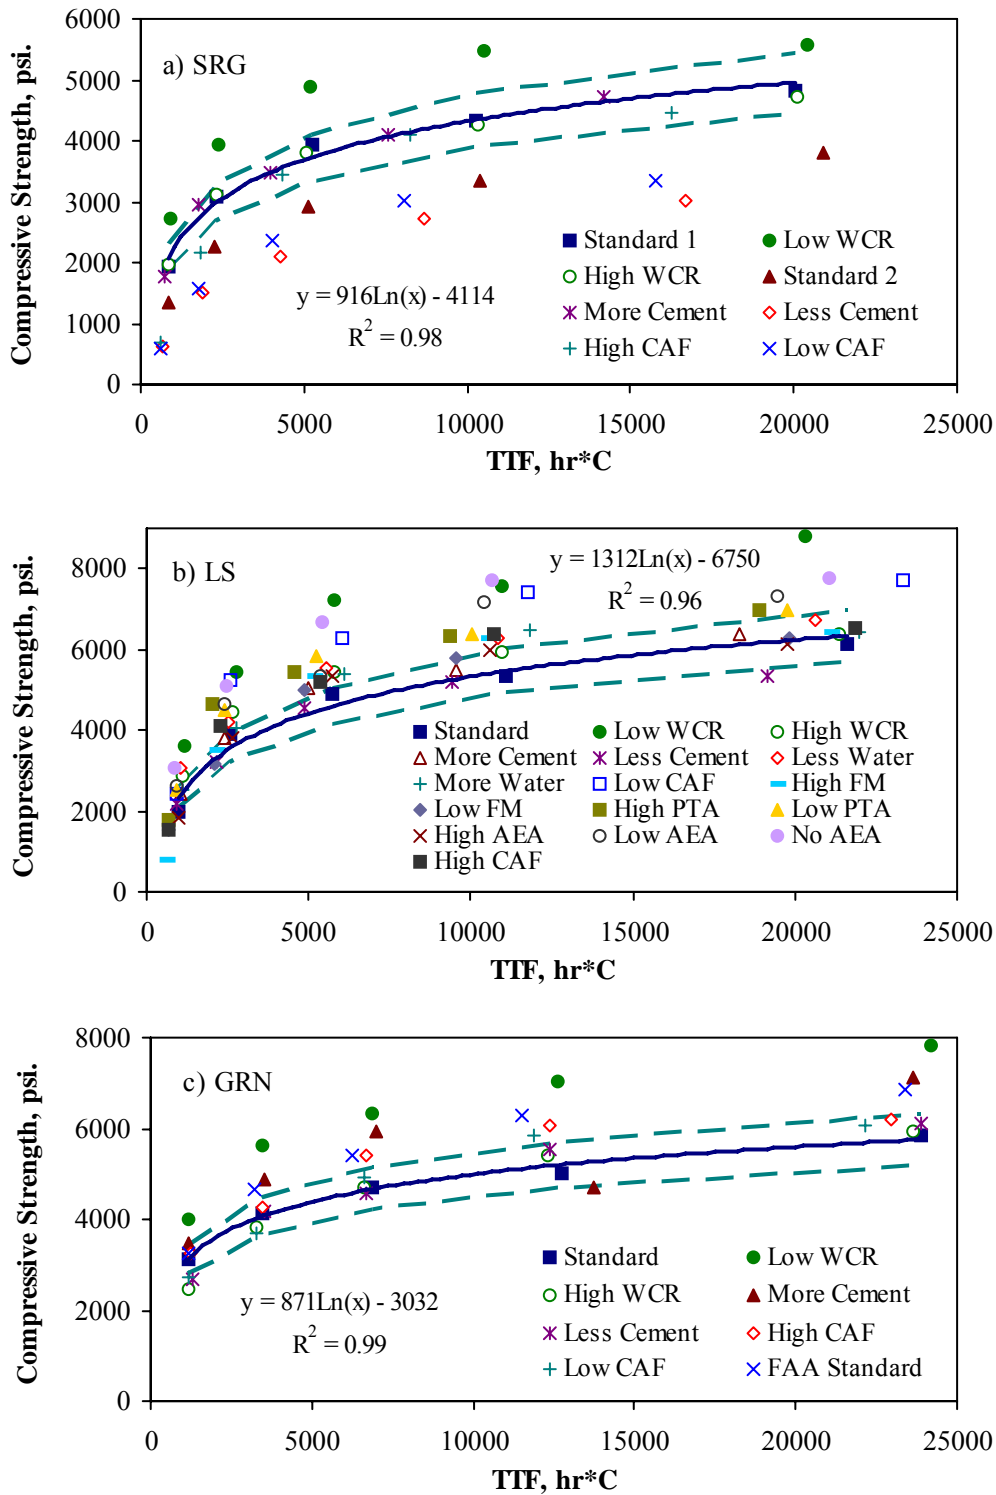 6000
a) SRG
5000
4000
3000
2000
1000
0
Compressive Strength, psi.
Standard 1 Low WCR
High WCR Standard 2
More Cement Less Cement
High CAF Low CAF
y = 916Ln(x) - 4114
R² = 0.98
0 5000 10000 15000 20000 25000
TTF, hr*C
8000
b) LS
6000
4000
2000
0
Compressive Strength, psi.
y = 1312Ln(x) - 6750
R² = 0.96
Standard Low WCR High WCR
More Cement Less Cement Less Water
More Water Low CAF High FM
Low FM High PTA Low PTA
High AEA Low AEA No AEA
High CAF
0 5000 10000 15000 20000 25000
TTF, hr*C
8000
c) GRN
6000
4000
2000
0
Compressive Strength, psi.
Standard Low WCR
High WCR More Cement
Less Cement High CAF
Low CAF FAA Standard
y = 871Ln(x) - 3032
R² = 0.99
0 5000 10000 15000 20000 25000
TTF, hr*C